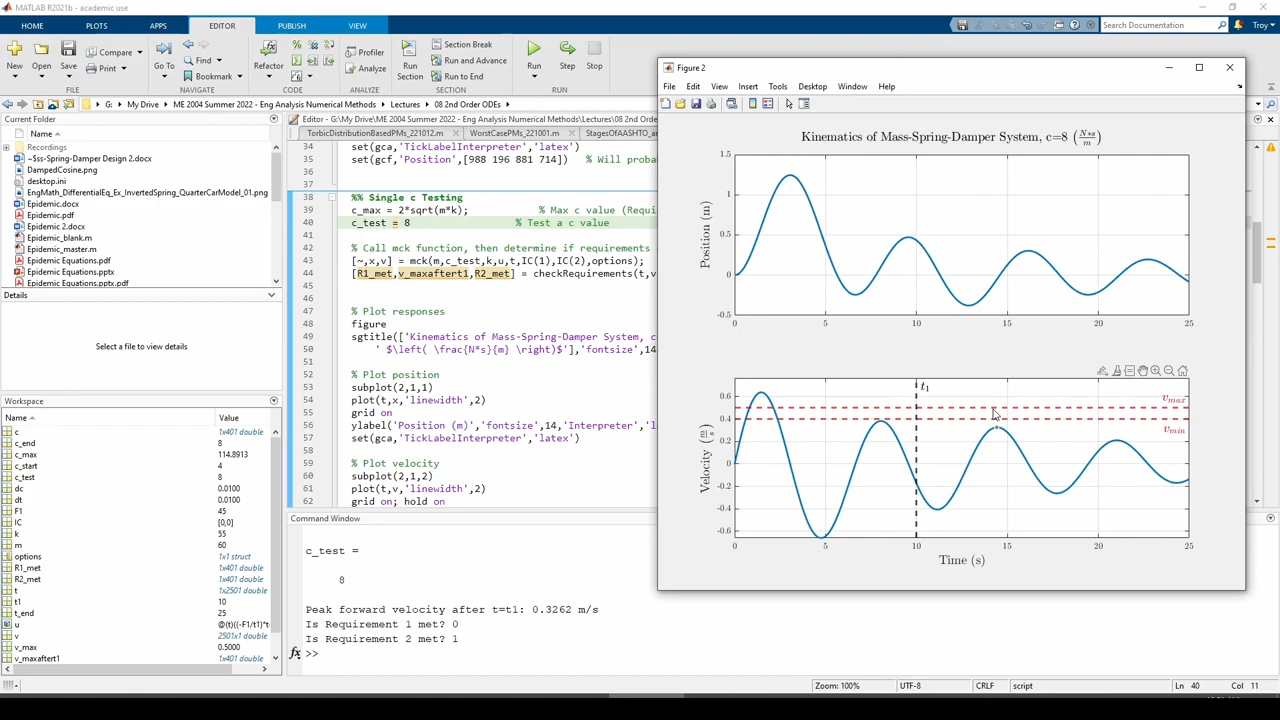 MATLAB R2021b - academic use
HOME PLOTS APPS EDITOR PUBLISH VIEW
Search Documentation
Troy
New Open Save Compare Print
Go To Find Bookmark
Refactor
Profiler
Analyze
Run Section
Section Break
Run and Advance
Run to End
Run Step Stop
FILE NAVIGATE CODE ANALYZE SECTION RUN
G: My Drive ME 2004 Summer 2022 - Eng Analysis Numerical Methods Lectures 08 2nd Order ODEs
Current Folder
Name
Recordings
~$ss-Spring-Damper Design 2.docx
DampedCosine.png
desktop.ini
EngMath_DifferentialEq_Ex_InvertedSpring_QuarterCarModel_01.png
Epidemic.docx
Epidemic.pdf
Epidemic 2.docx
Epidemic_blank.m
Epidemic_master.m
Epidemic Equations.pdf
Epidemic Equations.pptx
Epidemic Equations_blank.pdf
Details
Select a file to view details
Workspace
Name Value
c 1x401 double
c_end 8
c_max 114.8913
c_start 4
c_test 8
dc 0.0100
dt 0.0100
F1 45
IC [0,0]
k 55
m 60
options 1x1 struct
R1_met 1x401 double
R2_met 1x401 double
t 1x2501 double
t1 10
t_end 25
u @(t)((-F1/t1)*t+
v 2501x1 double
v_max 0.5000
v_maxaftert1 1x401 double
Editor - G:\My Drive\ME 2004 Summer 2022 - Eng Analysis Numerical Methods\Lectures\08 2nd Order ODEs\
TorbicDistributionBasedPMs_221012.m WorstCasePMs_221001.m StagesOfAASHTO_ar
34 set(gca,'TickLabelInterpreter','latex')
35 set(gcf,'Position',[988 196 881 714]) % Will proba
36
37
38 %% Single c Testing
39 c_max = 2*sqrt(m*k); % Max c value (Requi
40 c_test = 8 % Test a c value
41
42 % Call mck function, then determine if requirements
43 [~,x,v] = mck(m,c_test,k,u,t,IC(1),IC(2),options);
44 [R1_met,v_maxaftert1,R2_met] = checkRequirements(t,v
45
46
47 % Plot responses
48 figure
49 sgtitle(['Kinematics of Mass-Spring-Damper System, c
50 ' $\left( \frac{N*s}{m} \right)$'],'fontsize',14
51
52 % Plot position
53 subplot(2,1,1)
54 plot(t,x,'linewidth',2)
55 grid on
56 ylabel('Position (m)','fontsize',14,'Interpreter','l
57 set(gca,'TickLabelInterpreter','latex')
58
59 % Plot velocity
60 subplot(2,1,2)
61 plot(t,v,'linewidth',2)
62 grid on; hold on
Command Window
c_test =
8
Peak forward velocity after t=t1: 0.3262 m/s
Is Requirement 1 met? 0
Is Requirement 2 met? 1
fx >>
Figure 2
File Edit View Insert Tools Desktop Window Help
Kinematics of Mass-Spring-Damper System, c=8 (N*s/m)
Position (m)
1.5
1
0.5
0
-0.5
0 5 10 15 20 25
t1
vmax
vmin
Velocity (m/s)
0.6
0.4
0.2
0
-0.2
-0.4
-0.6
0 5 10 15 20 25
Time (s)
Zoom: 100% UTF-8 CRLF script Ln 40 Col 11